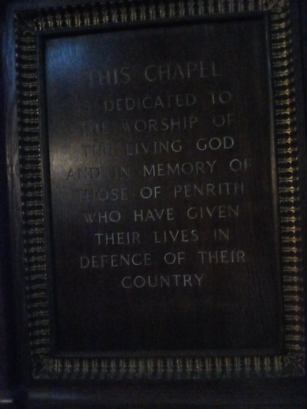 THIS CHAPEL
IS DEDICATED TO
THE WORSHIP OF
THE LIVING GOD
AND IN MEMORY OF
THOSE OF PENRITH
WHO HAVE GIVEN
THEIR LIVES IN
DEFENCE OF THEIR
COUNTRY